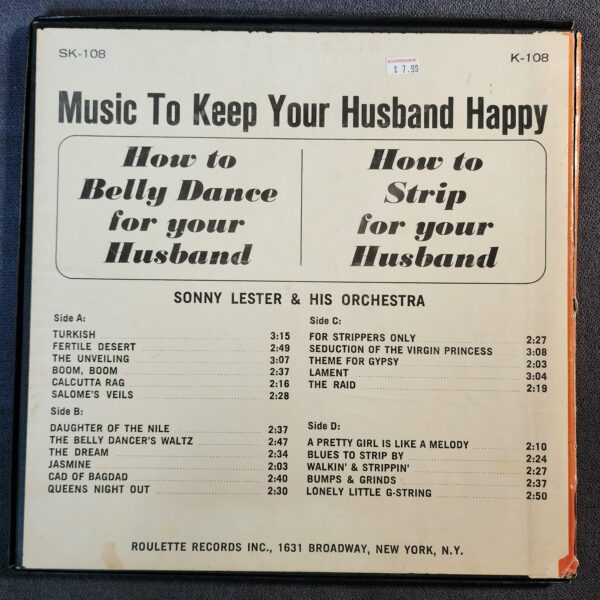 SK-108
$ 7.99
K-108
Music To Keep Your Husband Happy
How to
Belly Dance
for your
Husband
How to
Strip
for your
Husband
SONNY LESTER & HIS ORCHESTRA
Side A:
TURKISH 3:15
FERTILE DESERT 2:49
THE UNVEILING 3:07
BOOM, BOOM 2:37
CALCUTTA RAG 2:16
SALOME'S VEILS 2:28
Side B:
DAUGHTER OF THE NILE 2:37
THE BELLY DANCER'S WALTZ 2:47
THE DREAM 2:34
JASMINE 2:03
CAD OF BAGDAD 2:40
QUEENS NIGHT OUT 2:30
Side C:
FOR STRIPPERS ONLY 2:27
SEDUCTION OF THE VIRGIN PRINCESS 3:08
THEME FOR GYPSY 2:03
LAMENT 3:04
THE RAID 2:19
Side D:
A PRETTY GIRL IS LIKE A MELODY 2:10
BLUES TO STRIP BY 2:24
WALKIN' & STRIPPIN' 2:27
BUMPS & GRINDS 2:37
LONELY LITTLE G-STRING 2:50
ROULETTE RECORDS INC., 1631 BROADWAY, NEW YORK, N.Y.